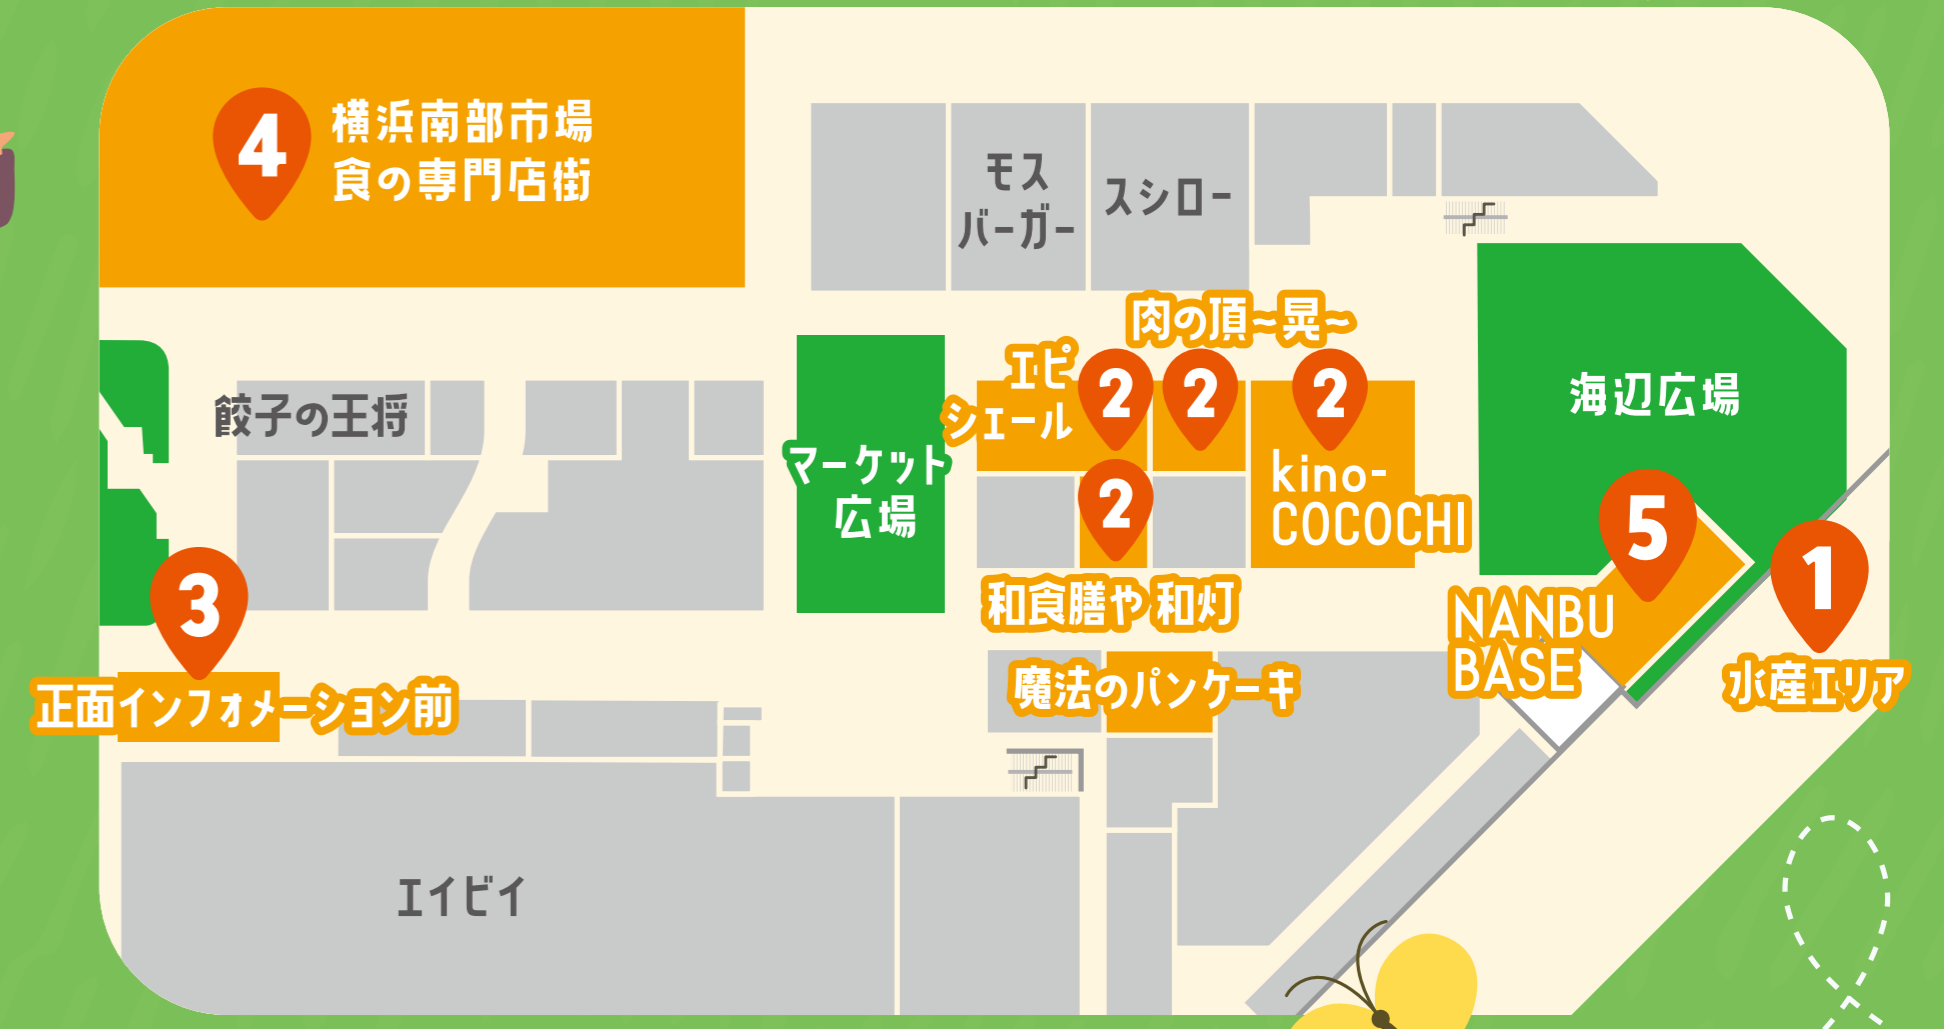 4
横浜南部市場
食の専門店街
モス
バーガー
スシロー
肉の頂~晃~
エピ
シェール
2
2
2
kino-
COCOCHI
海辺広場
餃子の王将
マーケット
広場
2
和食膳や 和灯
5
NANBU
BASE
1
水産エリア
3
正面インフォメーション前
魔法のパンケーキ
エイビイ